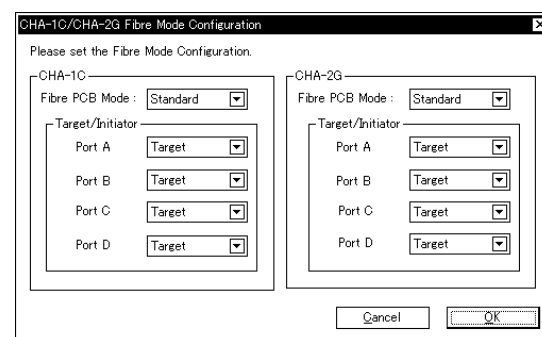 CHA-1C/CHA-2G Fibre Mode Configuration
Please set the Fibre Mode Configuration.
CHA-1C
Fibre PCB Mode : Standard
Target/Initiator
Port A Target
Port B Target
Port C Target
Port D Target
CHA-2G
Fibre PCB Mode : Standard
Target/Initiator
Port A Target
Port B Target
Port C Target
Port D Target
Cancel OK